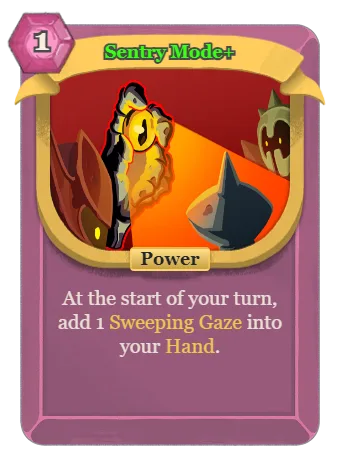 1
Sentry Mode+
Power
At the start of your turn,
add 1 Sweeping Gaze into
your Hand.